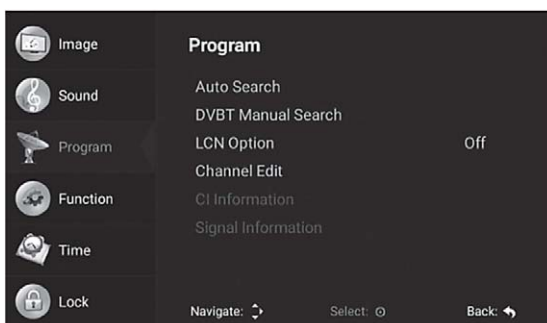 Image
Sound
Program
Function
Time
Lock
Program
Auto Search
DVBT Manual Search
LCN Option Off
Channel Edit
CI Information
Signal Information
Navigate: Select: Back: